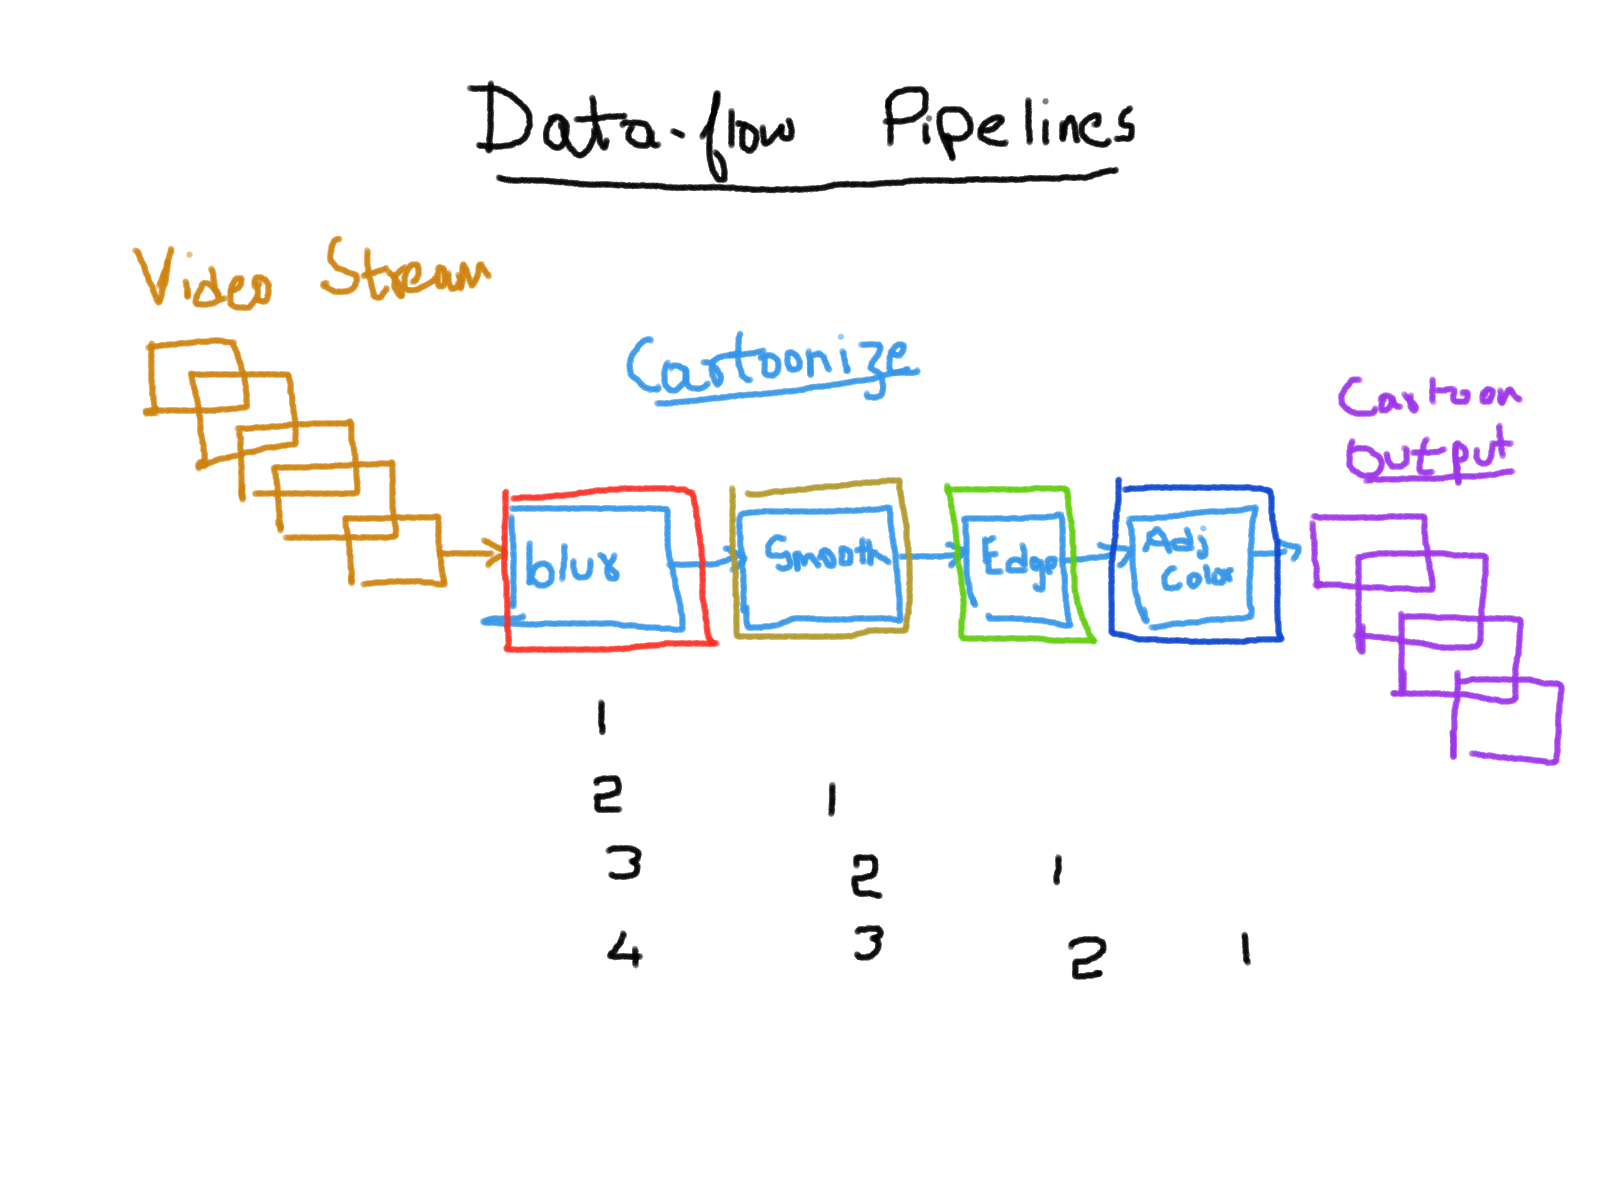 Data-flow Pipelines
Video Stream
Cartoonize
Cartoon
Output
blur
Smooth
Edge
Adj
Color
1
2 1
3 2 1
4 3 2 1